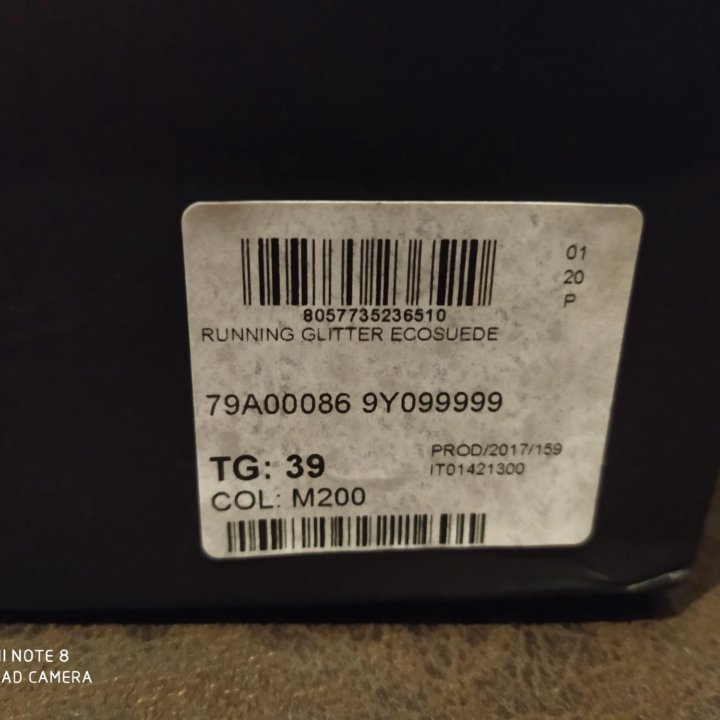 01
20
P
8057735236510
RUNNING GLITTER ECOSUEDE
79A00086 9Y099999
PROD/2017/159
TG: 39
IT01421300
COL: M200
NOTE 8
AD CAMERA